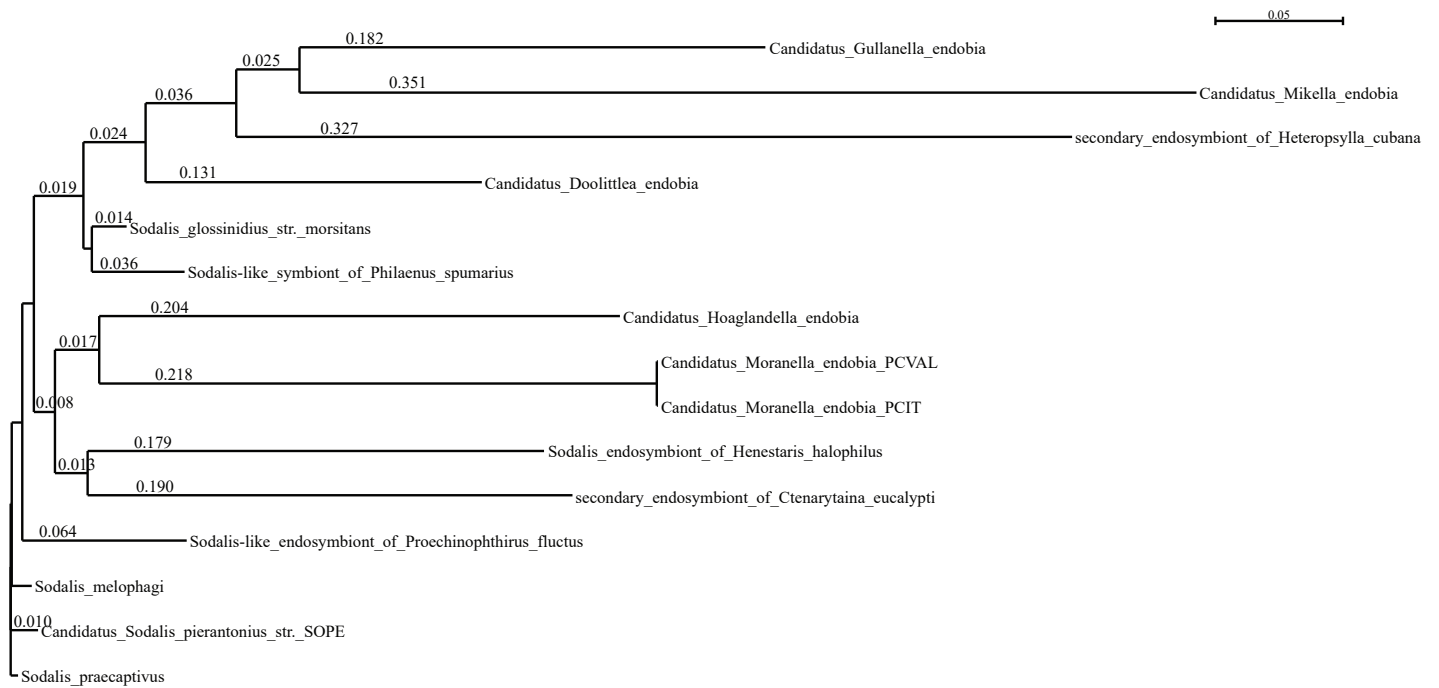 0.05
0.182
Candidatus_Gullanella_endobia
0.025
0.351
Candidatus_Mikella_endobia
0.036
0.327
secondary_endosymbiont_of_Heteropsylla_cubana
0.024
0.131
Candidatus_Doolittlea_endobia
0.019
0.014
Sodalis_glossinidius_str._morsitans
0.036
Sodalis-like_symbiont_of_Philaenus_spumarius
0.204
Candidatus_Hoaglandella_endobia
0.017
Candidatus_Moranella_endobia_PCVAL
0.218
0.008
Candidatus_Moranella_endobia_PCIT
0.179
Sodalis_endosymbiont_of_Henestaris_halophilus
0.013
0.190
secondary_endosymbiont_of_Ctenarytaina_eucalypti
0.064
Sodalis-like_endosymbiont_of_Proechinophthirus_fluctus
Sodalis_melophagi
0.010
Candidatus_Sodalis_pierantonius_str._SOPE
Sodalis_praecaptivus